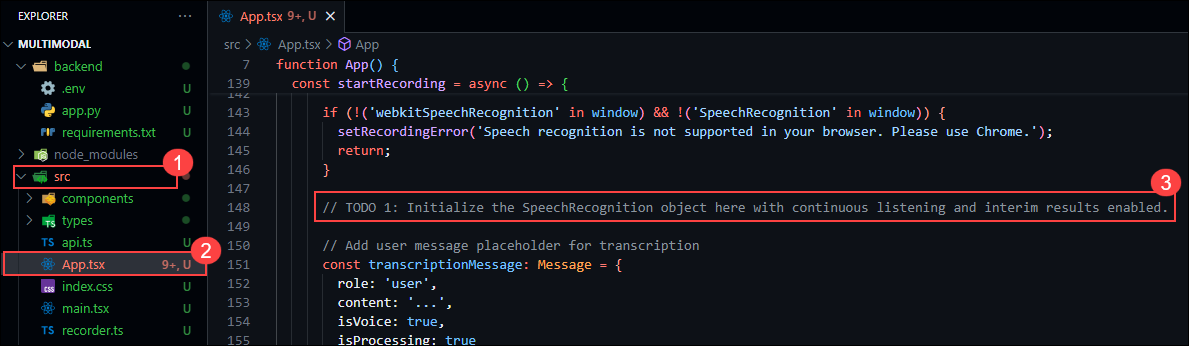 EXPLORER
MULTIMODAL
backend
.env U
app.py U
requirements.txt U
node_modules
1
src
components
types
TS api.ts U
2
App.tsx 9+, U
CSS index.css U
main.tsx U
TS recorder.ts U
App.tsx 9+, U
src > App.tsx > App
7 function App() {
139 const startRecording = async () => {
142
143 if (!('webkitSpeechRecognition' in window) && !('SpeechRecognition' in window)) {
144 setRecordingError('Speech recognition is not supported in your browser. Please use Chrome.');
145 return;
146 }
147
3
148 // TODO 1: Initialize the SpeechRecognition object here with continuous listening and interim results enabled.
149
150 // Add user message placeholder for transcription
151 const transcriptionMessage: Message = {
152 role: 'user',
153 content: '...',
154 isVoice: true,
155 isProcessing: true